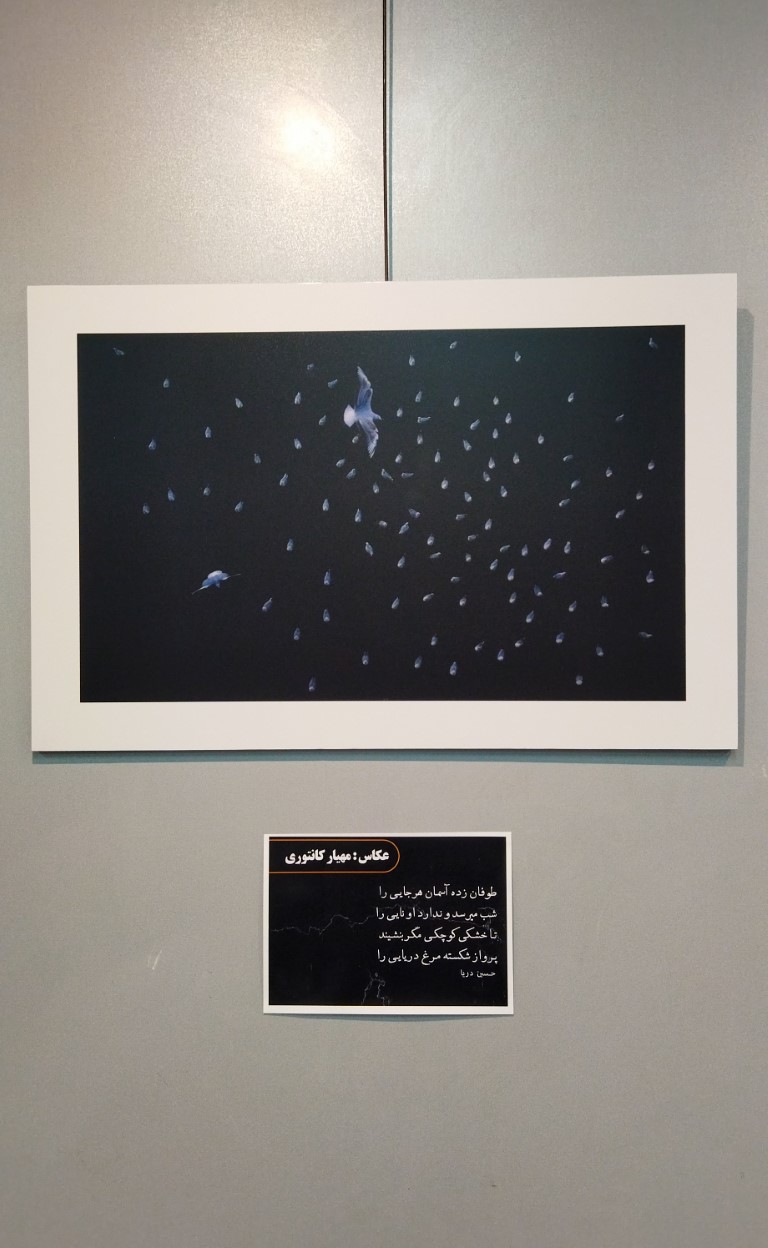 عکاس: مهیار کانتوری
طوفان زده آسمان هرجایی را
شب میرسد و ندارد او نایی را
تا خشکی کوچکی مگر بنشیند
پرواز شکسته مرغ دریایی را
حسین دریا